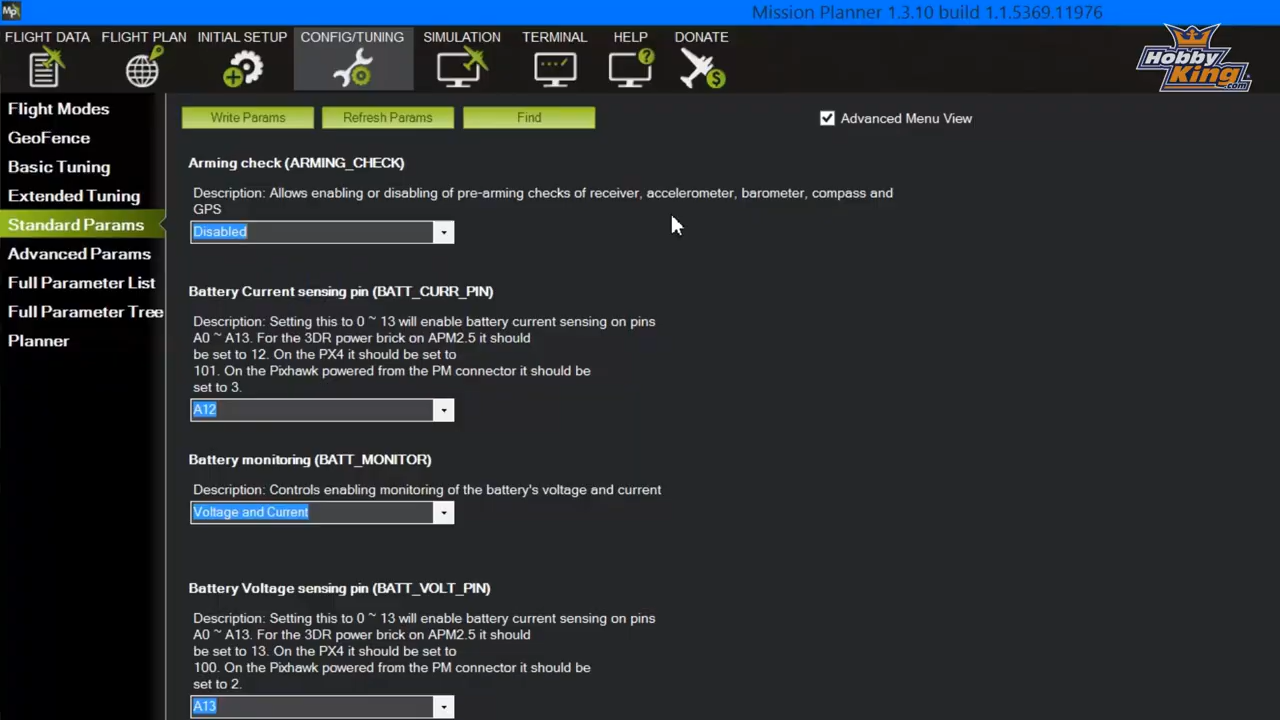 Mp
Mission Planner 1.3.10 build 1.1.5369.11976
FLIGHT DATA
FLIGHT PLAN
INITIAL SETUP
CONFIG/TUNING
SIMULATION
TERMINAL
HELP
DONATE
HobbyKing.com
Flight Modes
GeoFence
Basic Tuning
Extended Tuning
Standard Params
Advanced Params
Full Parameter List
Full Parameter Tree
Planner
Write Params
Refresh Params
Find
Advanced Menu View
Arming check (ARMING_CHECK)
Description: Allows enabling or disabling of pre-arming checks of receiver, accelerometer, barometer, compass and
GPS
Disabled
Battery Current sensing pin (BATT_CURR_PIN)
Description: Setting this to 0 ~ 13 will enable battery current sensing on pins
A0 ~ A13. For the 3DR power brick on APM2.5 it should
be set to 12. On the PX4 it should be set to
101. On the Pixhawk powered from the PM connector it should be
set to 3.
A12
Battery monitoring (BATT_MONITOR)
Description: Controls enabling monitoring of the battery's voltage and current
Voltage and Current
Battery Voltage sensing pin (BATT_VOLT_PIN)
Description: Setting this to 0 ~ 13 will enable battery current sensing on pins
A0 ~ A13. For the 3DR power brick on APM2.5 it should
be set to 13. On the PX4 it should be set to
100. On the Pixhawk powered from the PM connector it should be
set to 2.
A13